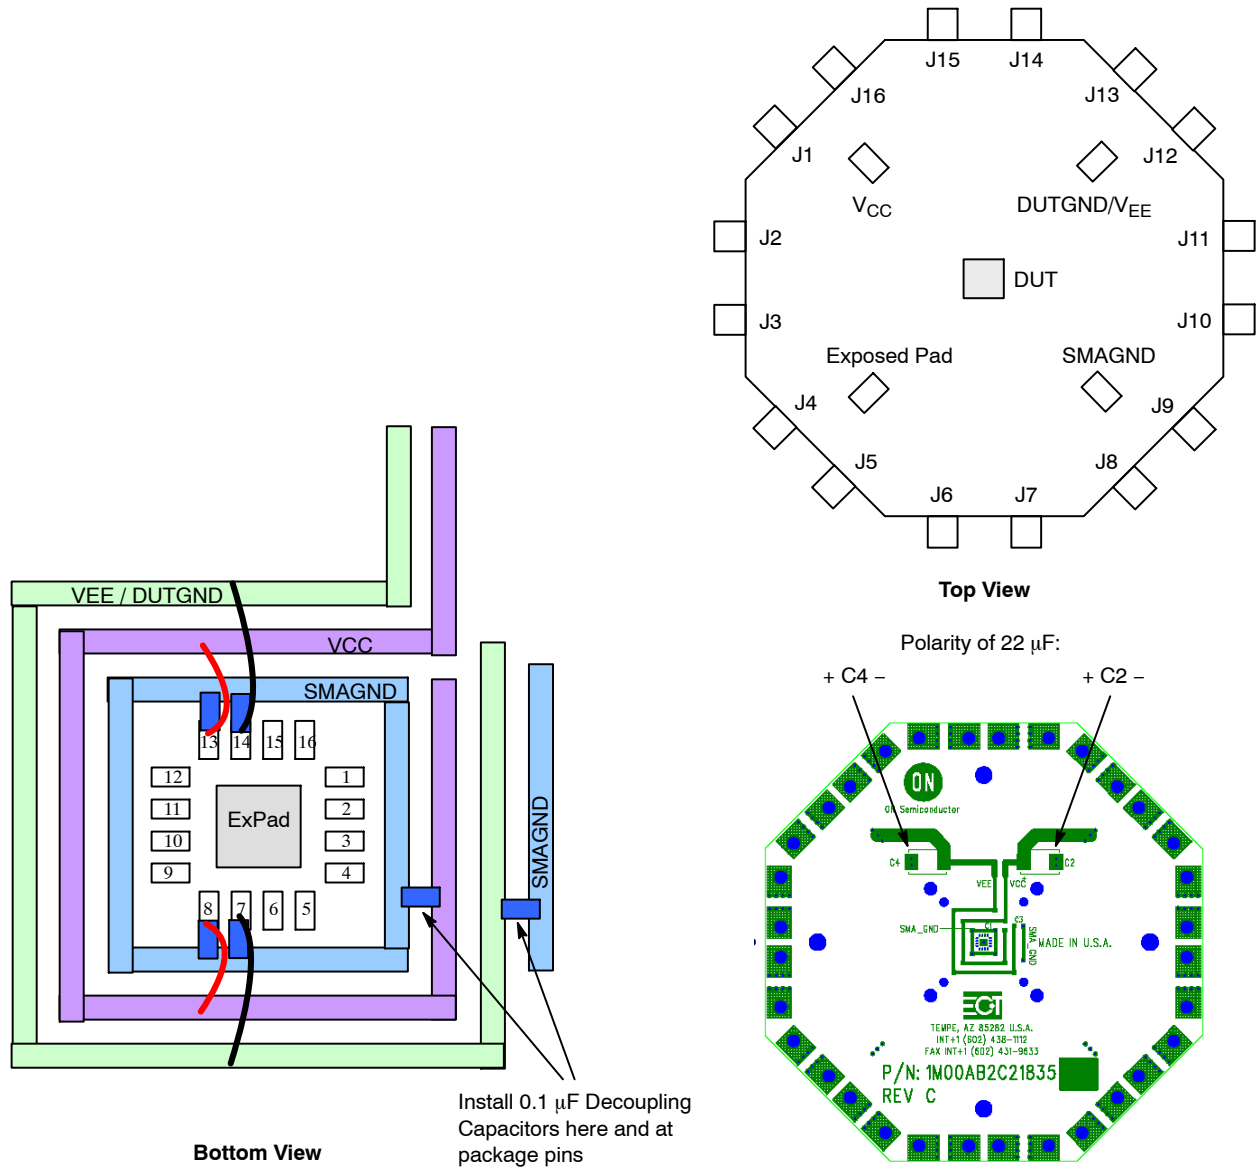 J15 J14
J16 J13
J1 J12
VCC DUTGND/VEE
J2 J11
DUT
J3 J10
Exposed Pad SMAGND
J4 J9
J5 J8
J6 J7
Top View
VEE / DUTGND
VCC
SMAGND
13 14 15 16
12 1
11 2
10 3
9 4
ExPad
8 7 6 5
SMAGND
Install 0.1 μF Decoupling
Capacitors here and at
package pins
Bottom View
Polarity of 22 μF:
+ C4 − + C2 −
ON
ON Semiconductor
C4 C2
+
VEE VCC
SMA_GND C1 C3
SMA_GND
MADE IN U.S.A.
EGT
TEMPE, AZ 85282 U.S.A.
INT+1 (602) 438-1112
FAX INT+1 (602) 431-9633
P/N: 1M00AB2C21835
REV C